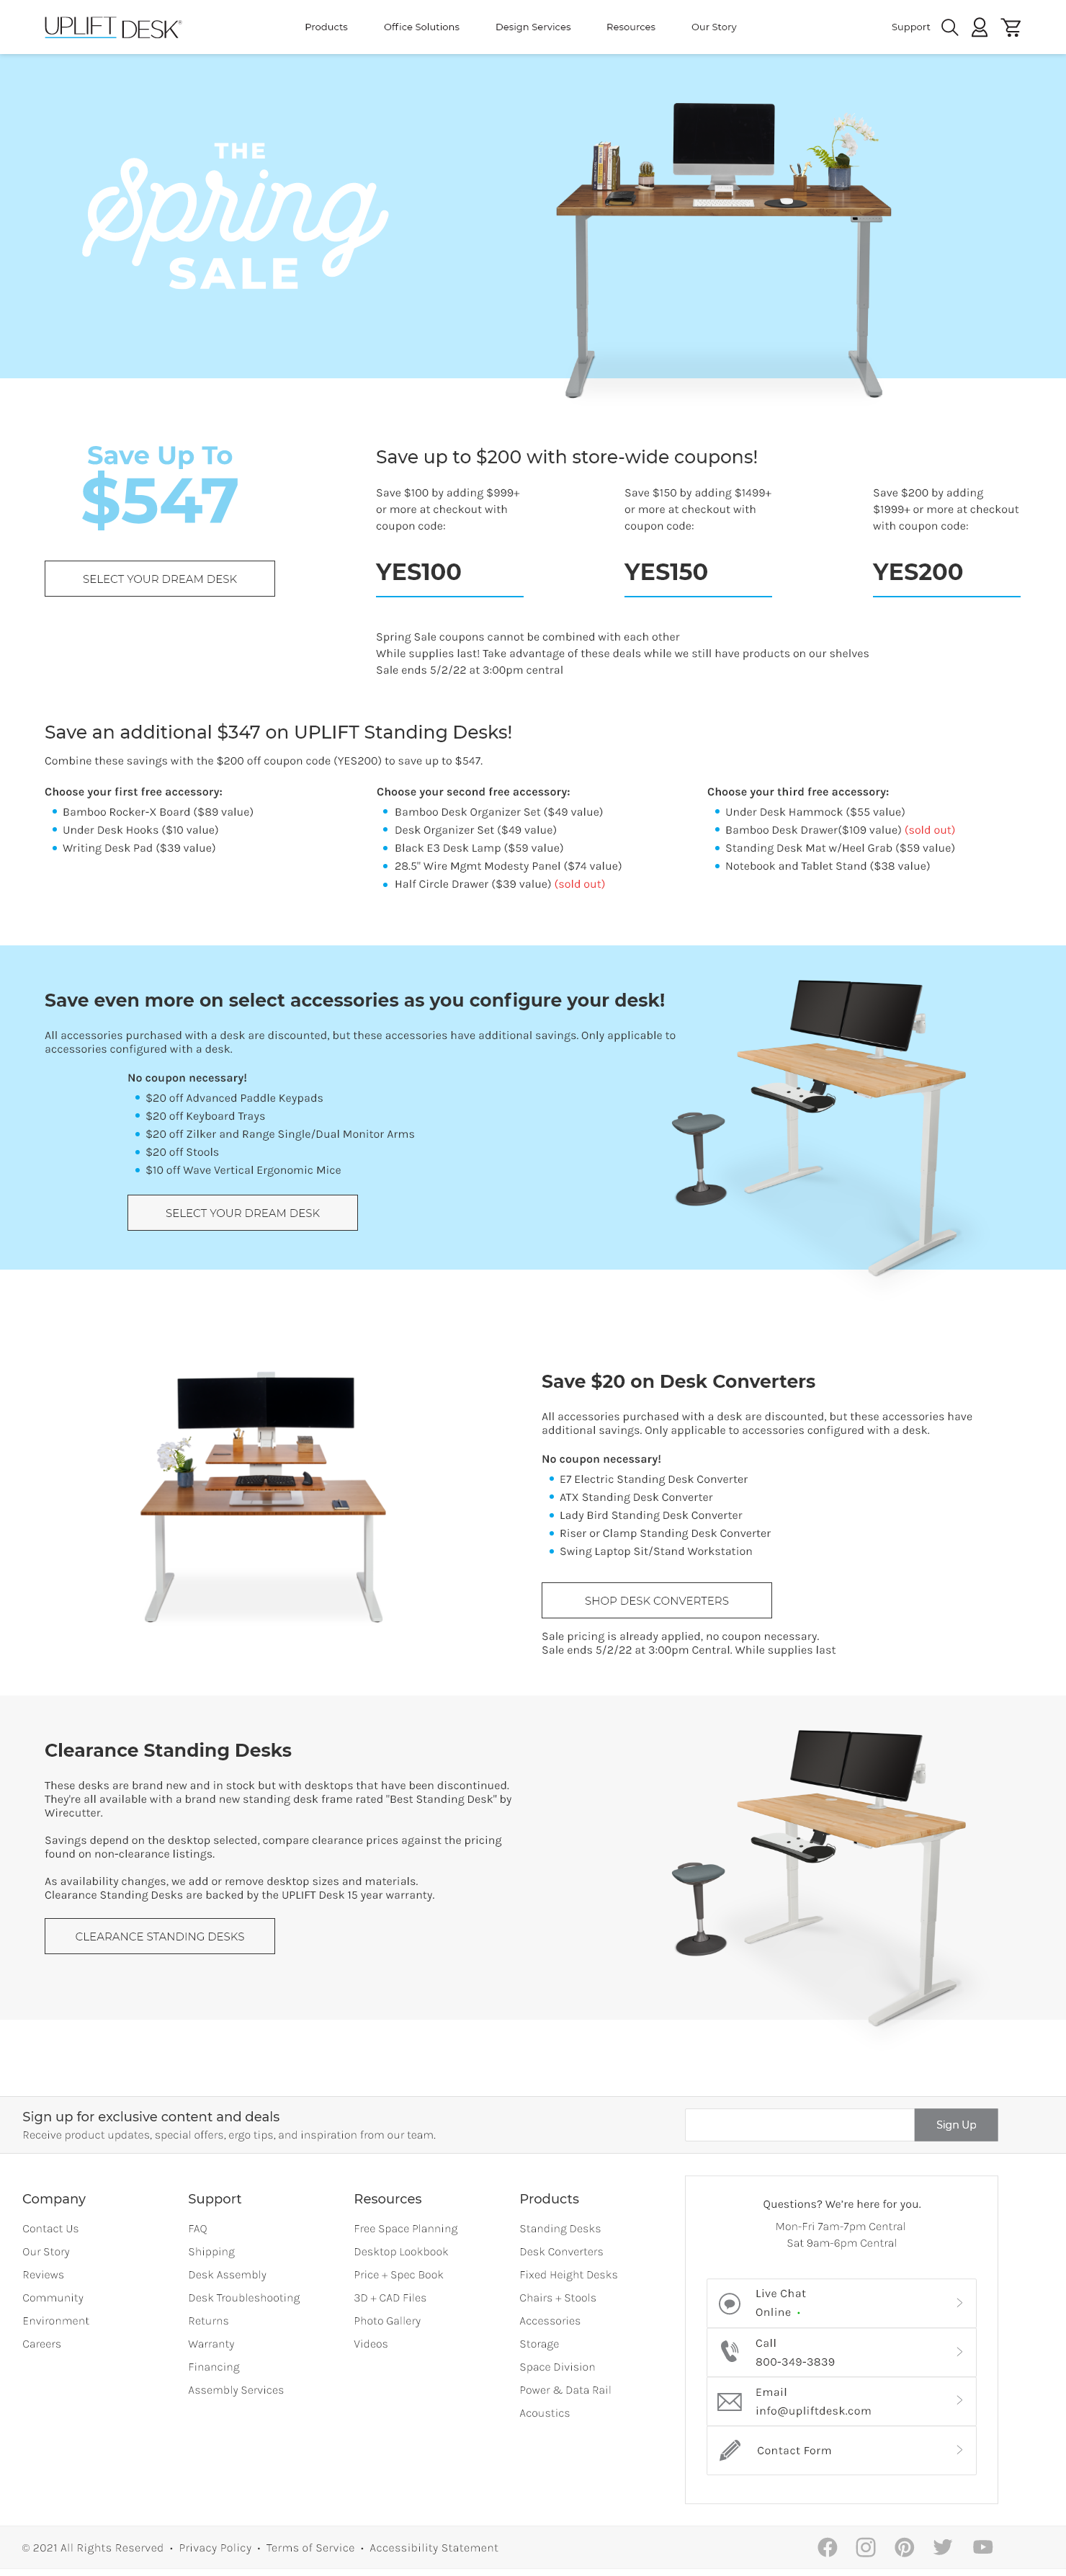 UPLIFT DESK®
Products
Office Solutions
Design Services
Resources
Our Story
Support
THE
Spring
SALE
Save Up To
$547
SELECT YOUR DREAM DESK
Save up to $200 with store-wide coupons!
Save $100 by adding $999+
or more at checkout with
coupon code:
YES100
Save $150 by adding $1499+
or more at checkout with
coupon code:
YES150
Save $200 by adding
$1999+ or more at checkout
with coupon code:
YES200
Spring Sale coupons cannot be combined with each other
While supplies last! Take advantage of these deals while we still have products on our shelves
Sale ends 5/2/22 at 3:00pm central
Save an additional $347 on UPLIFT Standing Desks!
Combine these savings with the $200 off coupon code (YES200) to save up to $547.
Choose your first free accessory:
Bamboo Rocker-X Board ($89 value)
Under Desk Hooks ($10 value)
Writing Desk Pad ($39 value)
Choose your second free accessory:
Bamboo Desk Organizer Set ($49 value)
Desk Organizer Set ($49 value)
Black E3 Desk Lamp ($59 value)
28.5" Wire Mgmt Modesty Panel ($74 value)
Half Circle Drawer ($39 value) (sold out)
Choose your third free accessory:
Under Desk Hammock ($55 value)
Bamboo Desk Drawer($109 value) (sold out)
Standing Desk Mat w/Heel Grab ($59 value)
Notebook and Tablet Stand ($38 value)
Save even more on select accessories as you configure your desk!
All accessories purchased with a desk are discounted, but these accessories have additional savings. Only applicable to
accessories configured with a desk.
No coupon necessary!
$20 off Advanced Paddle Keypads
$20 off Keyboard Trays
$20 off Zilker and Range Single/Dual Monitor Arms
$20 off Stools
$10 off Wave Vertical Ergonomic Mice
SELECT YOUR DREAM DESK
Save $20 on Desk Converters
All accessories purchased with a desk are discounted, but these accessories have
additional savings. Only applicable to accessories configured with a desk.
No coupon necessary!
E7 Electric Standing Desk Converter
ATX Standing Desk Converter
Lady Bird Standing Desk Converter
Riser or Clamp Standing Desk Converter
Swing Laptop Sit/Stand Workstation
SHOP DESK CONVERTERS
Sale pricing is already applied, no coupon necessary.
Sale ends 5/2/22 at 3:00pm Central. While supplies last
Clearance Standing Desks
These desks are brand new and in stock but with desktops that have been discontinued.
They're all available with a brand new standing desk frame rated "Best Standing Desk" by
Wirecutter.
Savings depend on the desktop selected, compare clearance prices against the pricing
found on non-clearance listings.
As availability changes, we add or remove desktop sizes and materials.
Clearance Standing Desks are backed by the UPLIFT Desk 15 year warranty.
CLEARANCE STANDING DESKS
Sign up for exclusive content and deals
Receive product updates, special offers, ergo tips, and inspiration from our team.
Sign Up
Company
Contact Us
Our Story
Reviews
Community
Environment
Careers
Support
FAQ
Shipping
Desk Assembly
Desk Troubleshooting
Returns
Warranty
Financing
Assembly Services
Resources
Free Space Planning
Desktop Lookbook
Price + Spec Book
3D + CAD Files
Photo Gallery
Videos
Products
Standing Desks
Desk Converters
Fixed Height Desks
Chairs + Stools
Accessories
Storage
Space Division
Power & Data Rail
Acoustics
Questions? We're here for you.
Mon-Fri 7am-7pm Central
Sat 9am-6pm Central
Live Chat
Online •
Call
800-349-3839
Email
info@upliftdesk.com
Contact Form
© 2021 All Rights Reserved • Privacy Policy • Terms of Service • Accessibility Statement